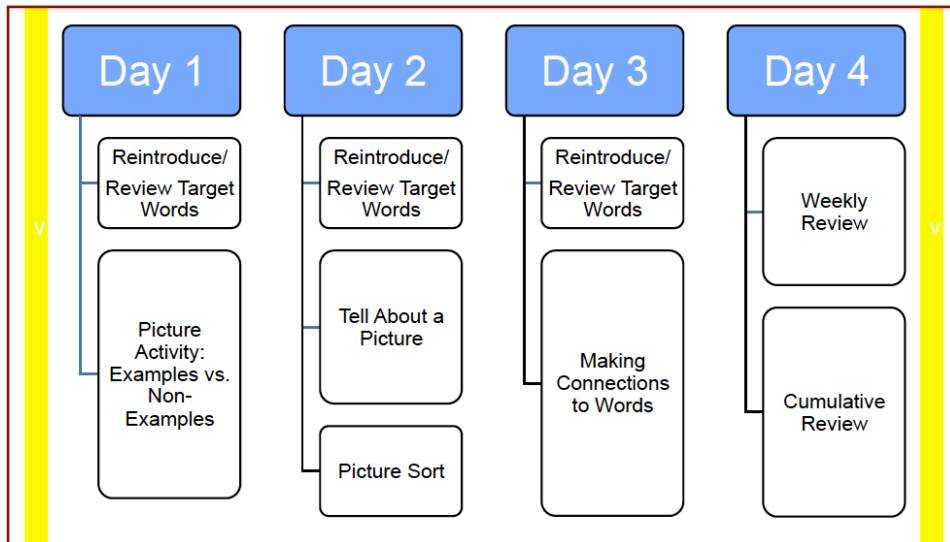 Day 1
Reintroduce/
Review Target
Words
Picture
Activity:
Examples vs.
Non-
Examples
Day 2
Reintroduce/
Review Target
Words
Tell About a
Picture
Picture Sort
Day 3
Reintroduce/
Review Target
Words
Making
Connections
to Words
Day 4
Weekly
Review
Cumulative
Review
V
V